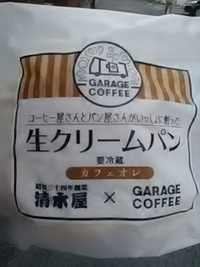 GARAGE
COFFEE
コーヒー屋さんとパン屋さんがいっしょに創った
生クリームパン
要冷蔵
カフェオレ
昭和三十四年創業
清水屋
×
GARAGE
COFFEE